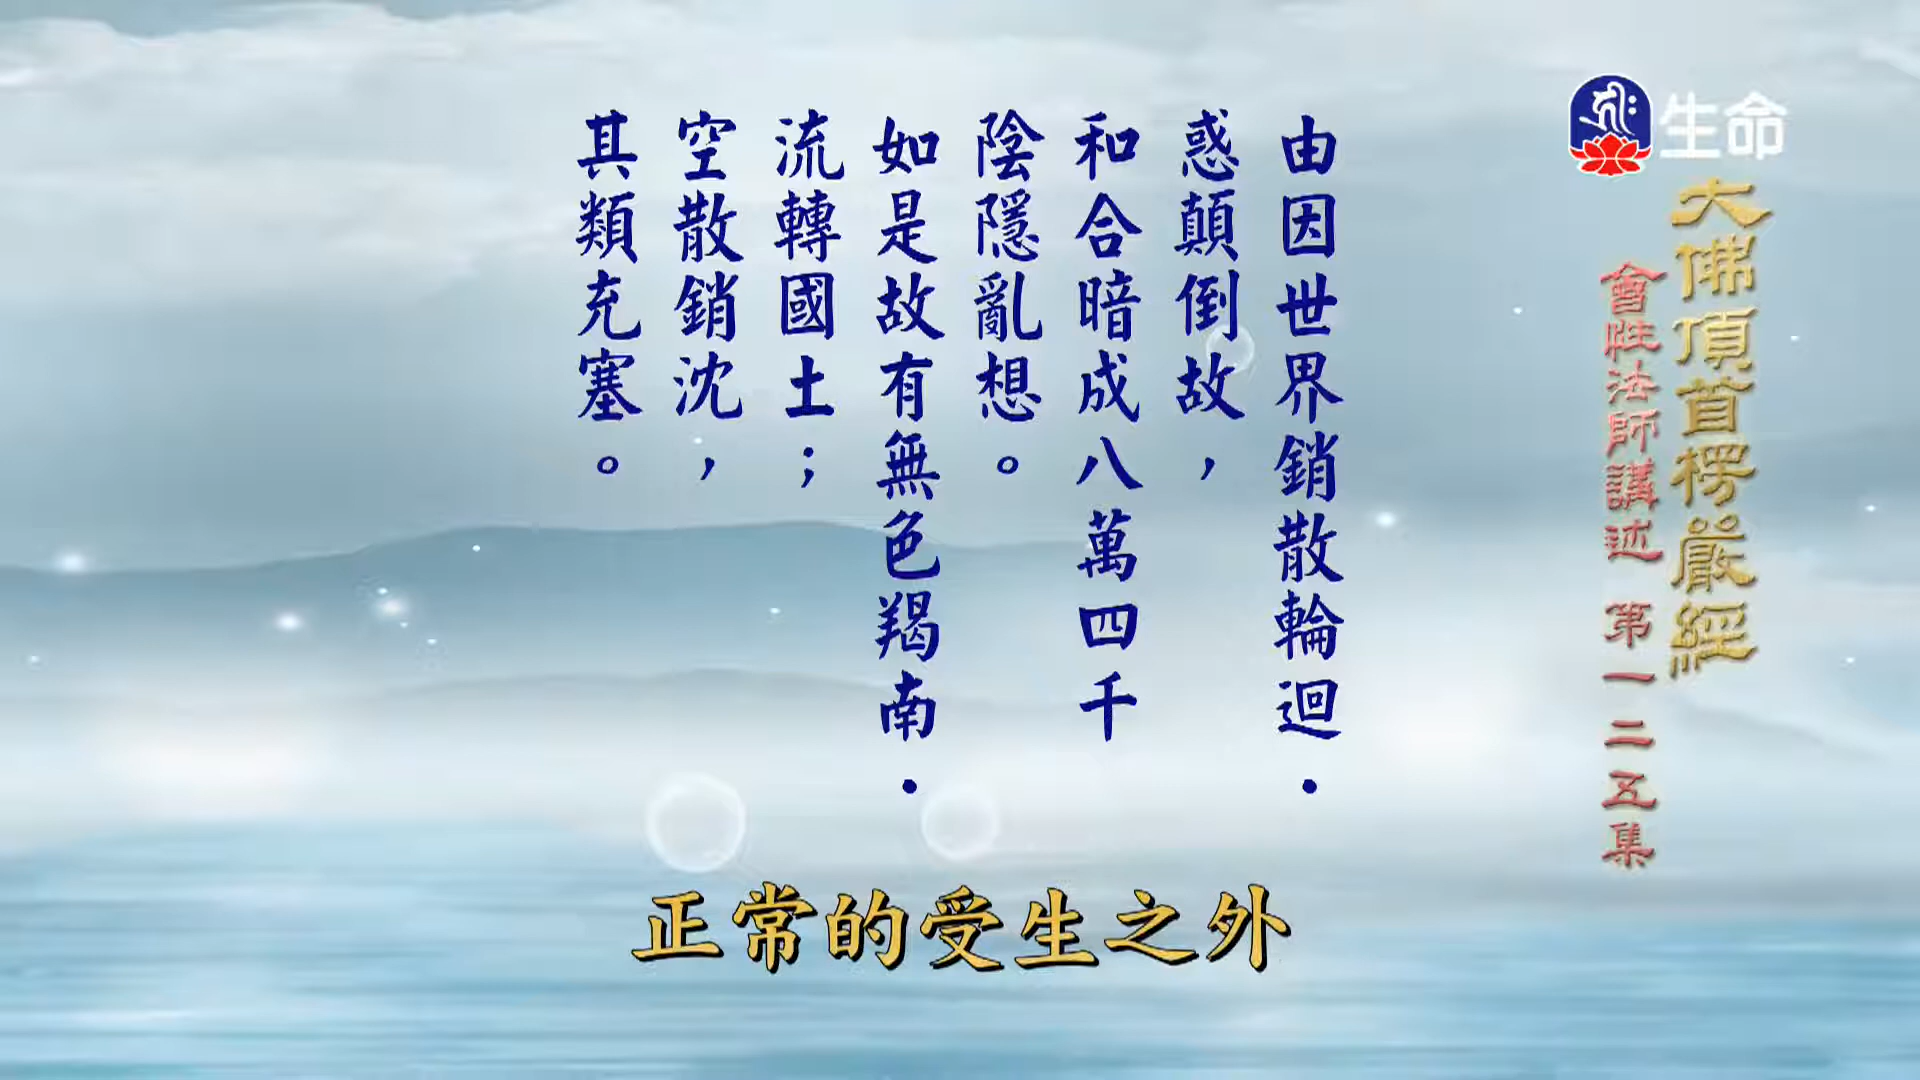 生命
大佛頂首楞嚴經
會性法師講述 第一二五集
由因世界銷散輪迴．
惑顛倒故，
和合暗成八萬四千
陰隱亂想。
如是故有無色羯南．
流轉國土；
空散銷沈，
其類充塞。
正常的受生之外